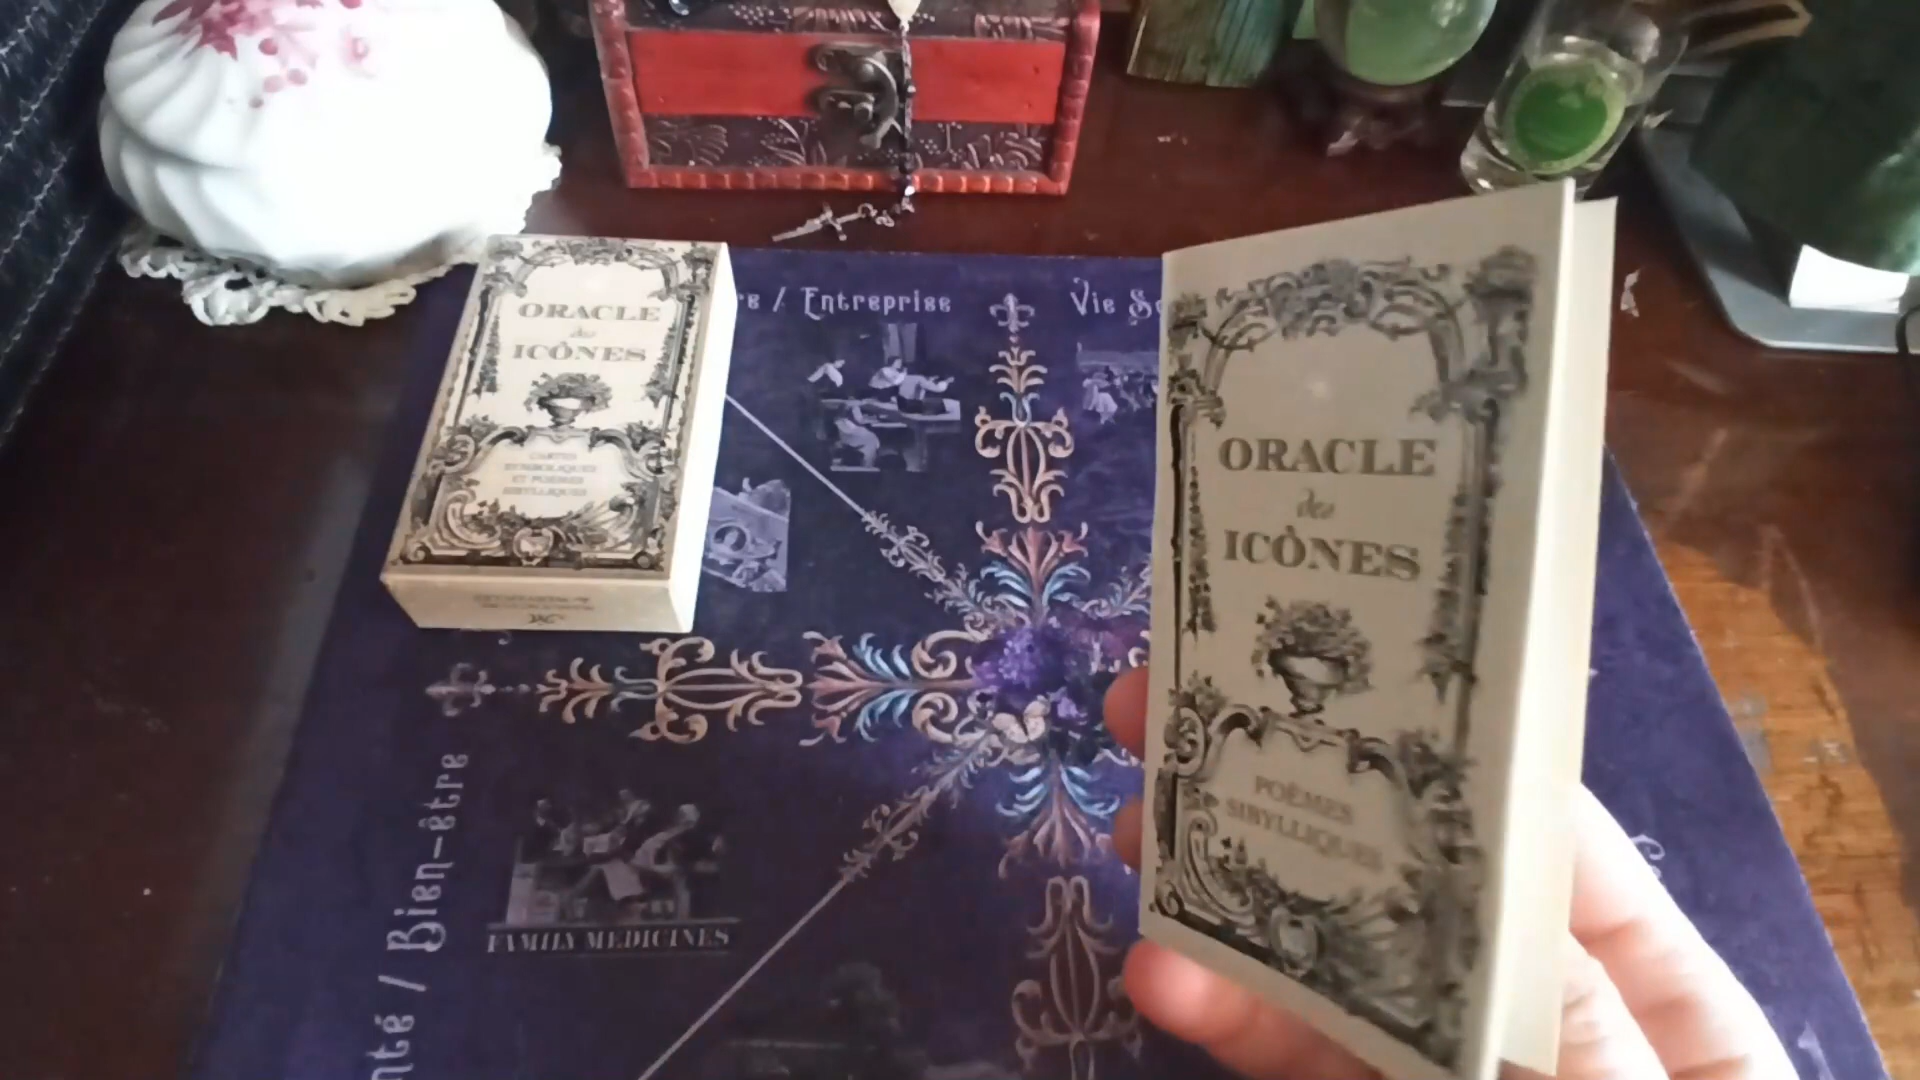 ORACLE
des
ICÔNES
CARTES
SYMBOLIQUES
ET POÈMES
SIBYLLIQUES
/ Entreprise
Vie
ORACLE
des
ICÔNES
POÈMES
SIBYLLIQUES
nté / Bien-être
FAMILY MEDICINES